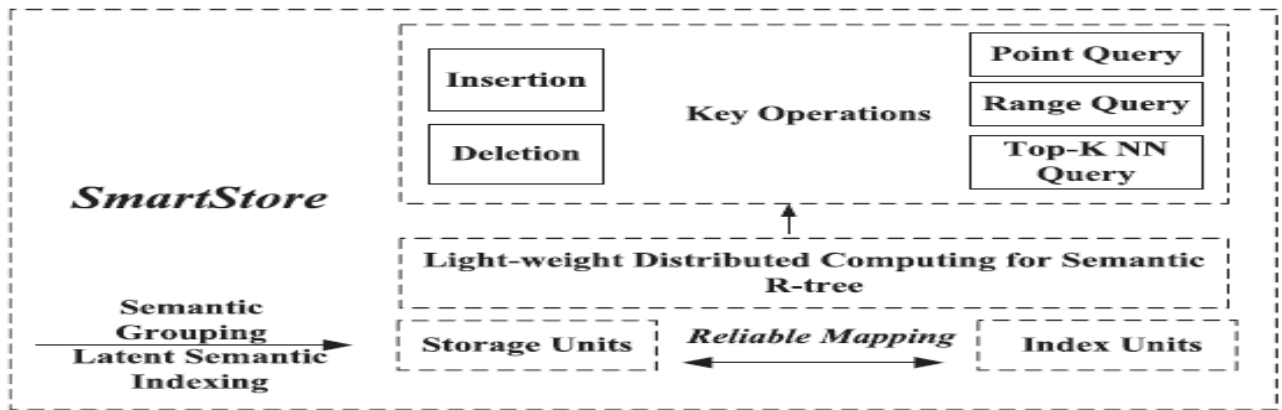 SmartStore
Semantic
Grouping
Latent Semantic
Indexing
Insertion
Deletion
Key Operations
Point Query
Range Query
Top-K NN
Query
Light-weight Distributed Computing for Semantic
R-tree
Storage Units
Reliable Mapping
Index Units